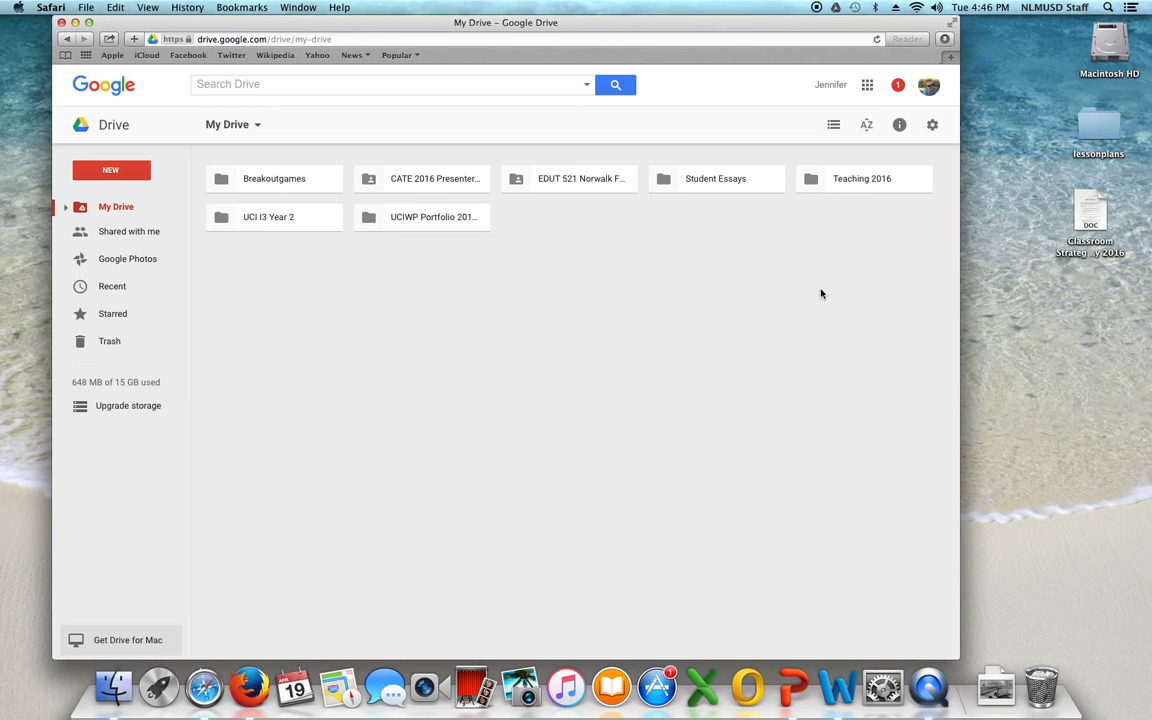 Safari File Edit View History Bookmarks Window Help Tue 4:46 PM NLMUSD Staff
My Drive – Google Drive
https drive.google.com/drive/my-drive Reader
Apple iCloud Facebook Twitter Wikipedia Yahoo News Popular
Google Search Drive Jennifer 1
Drive My Drive
NEW
Breakoutgames CATE 2016 Presenter... EDUT 521 Norwalk F... Student Essays Teaching 2016
UCI I3 Year 2 UCIWP Portfolio 201...
My Drive
Shared with me
Google Photos
Recent
Starred
Trash
648 MB of 15 GB used
Upgrade storage
Get Drive for Mac
Macintosh HD
lessonplans
DOC
Classroom
Strateg...y 2016
APR
19
1